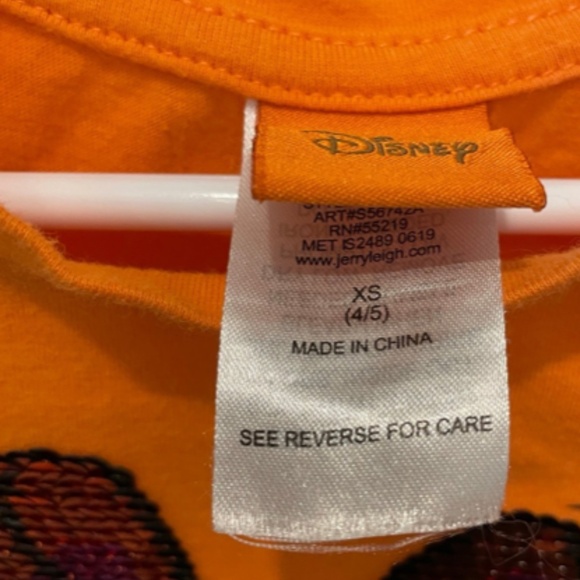 Disney
ART#S56742A
RN#55219
MET IS2489 0619
www.jerryleigh.com
XS
(4/5)
MADE IN CHINA
SEE REVERSE FOR CARE